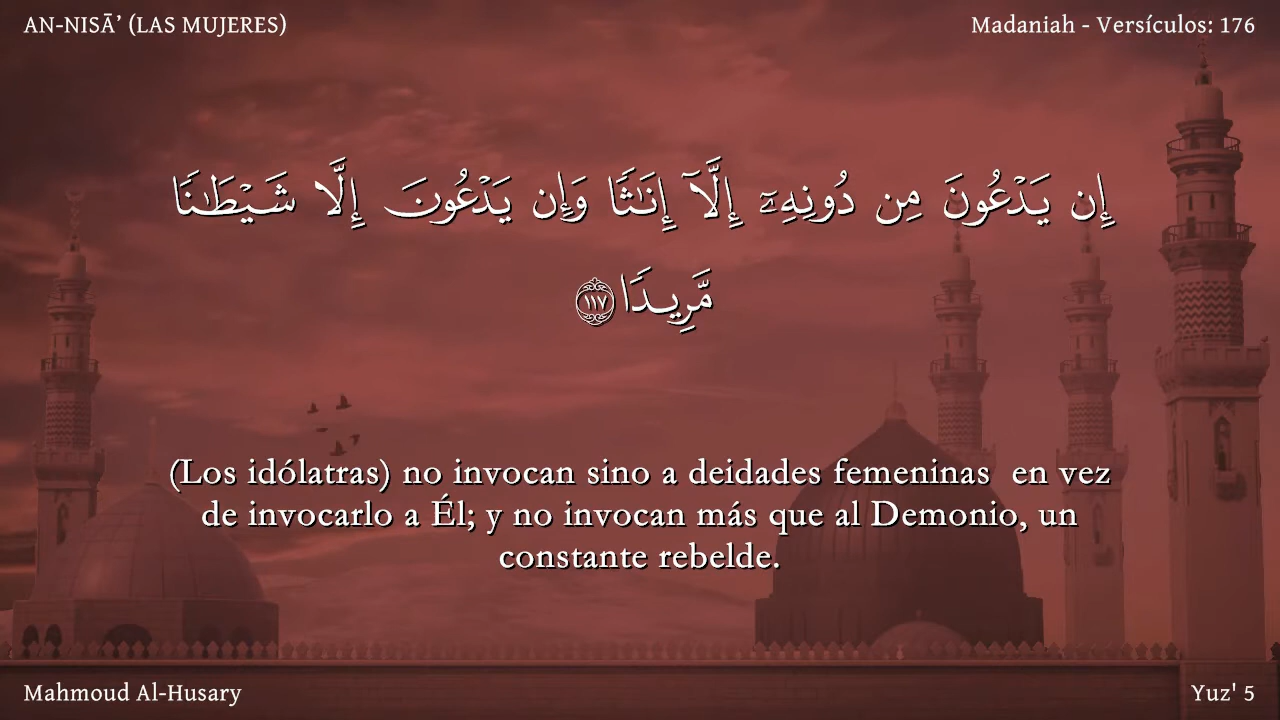 AN-NISĀ’ (LAS MUJERES)
Madaniah - Versículos: 176
إِن يَدْعُونَ مِن دُونِهِۦٓ إِلَّآ إِنَٰثًا وَإِن يَدْعُونَ إِلَّا شَيْطَٰنًا
مَّرِيدًا ١١٧
(Los idólatras) no invocan sino a deidades femeninas  en vez
de invocarlo a Él; y no invocan más que al Demonio, un
constante rebelde.
Mahmoud Al-Husary
Yuz' 5